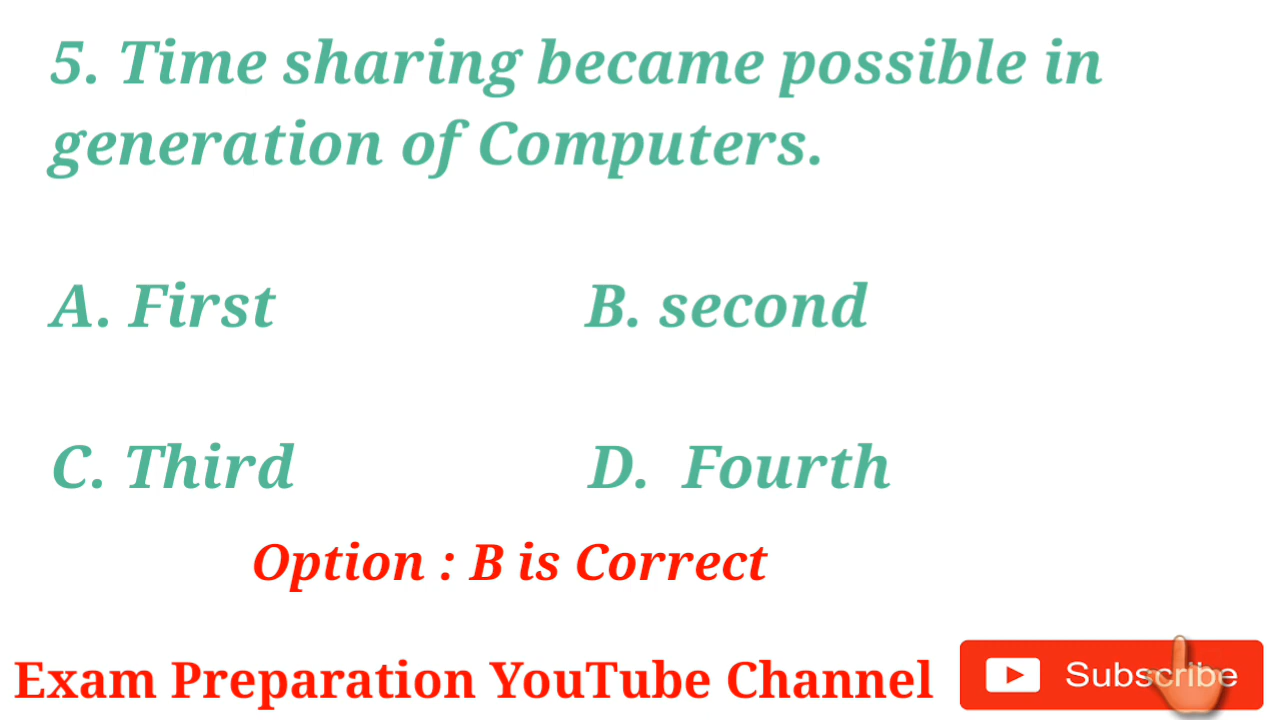 5. Time sharing became possible in
generation of Computers.
A. First B. second
C. Third D. Fourth
Option : B is Correct
Exam Preparation YouTube Channel Subscribe